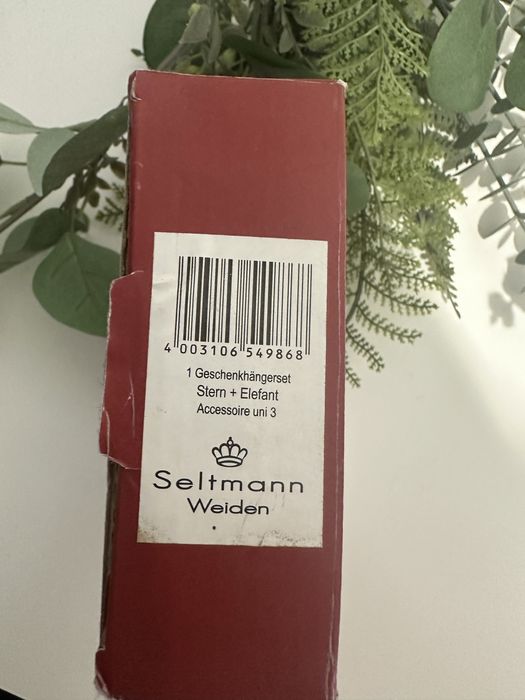 4 003106 549868
1 Geschenkhängerset
Stern + Elefant
Accessoire uni 3
Seltmann
Weiden